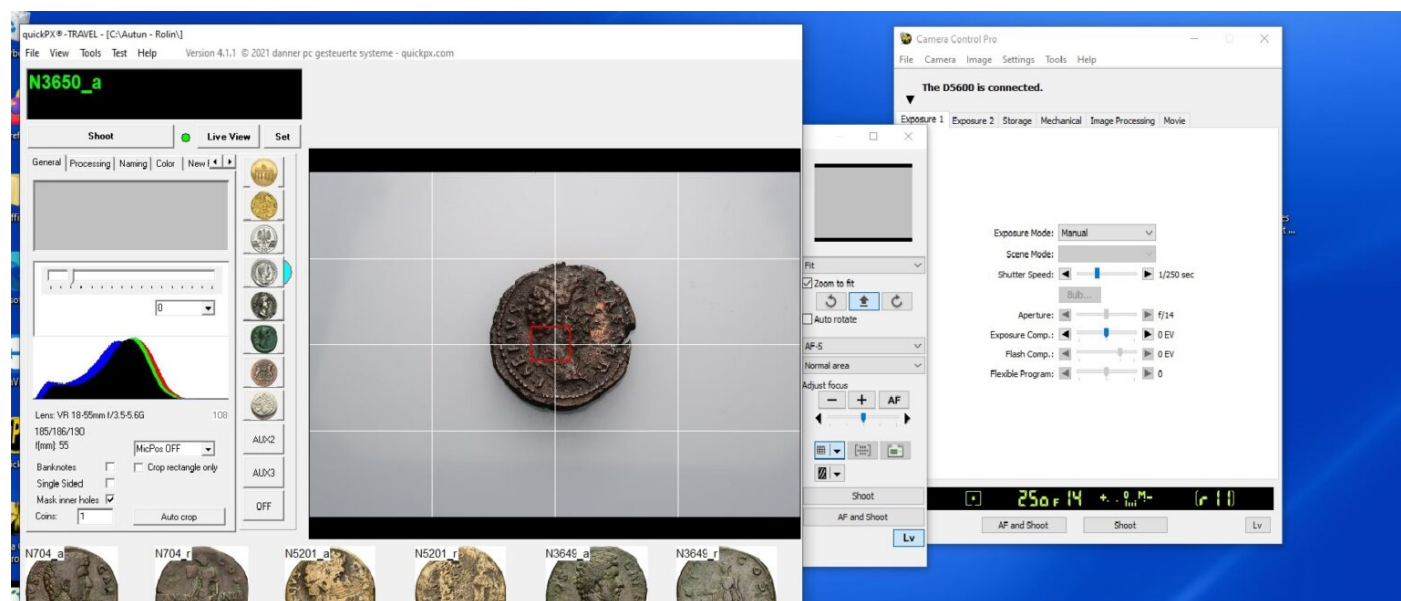 quickPX®-TRAVEL - [C:\Autun - Rolin\]
File View Tools Test Help Version 4.1.1 © 2021 danner pc gesteuerte systeme - quickpx.com
N3650_a
Shoot Live View Set
General Processing Naming Color New
0
Lens: VR 18-55mm f/3.5-5.6G 108
185/186/190
f[mm]: 55
MicPos OFF
Banknotes
Crop rectangle only
Single Sided
Mask inner holes
Coins: 1
Auto crop
AUX2
AUX3
OFF
N704_a N704_r N5201_a N5201_r N3649_a N3649_r
Fit
Zoom to fit
Auto rotate
AF-S
Normal area
Adjust focus
- + AF
Shoot
AF and Shoot
Lv
Camera Control Pro
File Camera Image Settings Tools Help
The D5600 is connected.
Exposure 1 Exposure 2 Storage Mechanical Image Processing Movie
Exposure Mode: Manual
Scene Mode:
Shutter Speed: 1/250 sec
Bulb...
Aperture: f/14
Exposure Comp.: 0 EV
Flash Comp.: 0 EV
Flexible Program: 0
250 F14 (r11)
AF and Shoot Shoot Lv